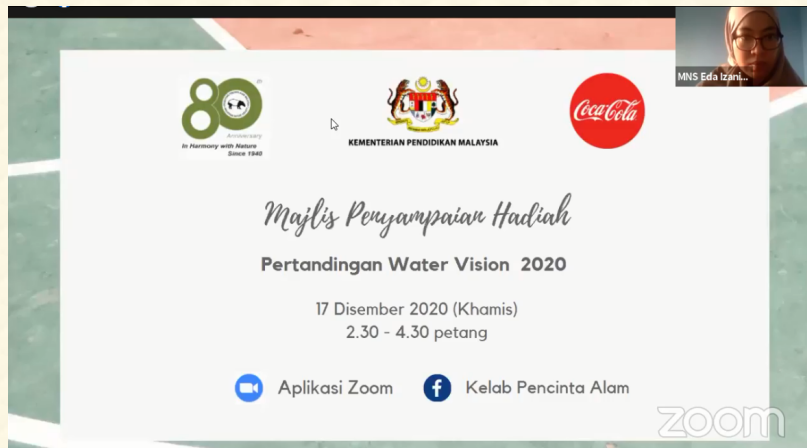 MNS Eda Izani...
80th
Anniversary
In Harmony with Nature
Since 1940
KEMENTERIAN PENDIDIKAN MALAYSIA
Coca-Cola
Majlis Penyampaian Hadiah
Pertandingan Water Vision 2020
17 Disember 2020 (Khamis)
2.30 - 4.30 petang
Aplikasi Zoom
f Kelab Pencinta Alam
zoom